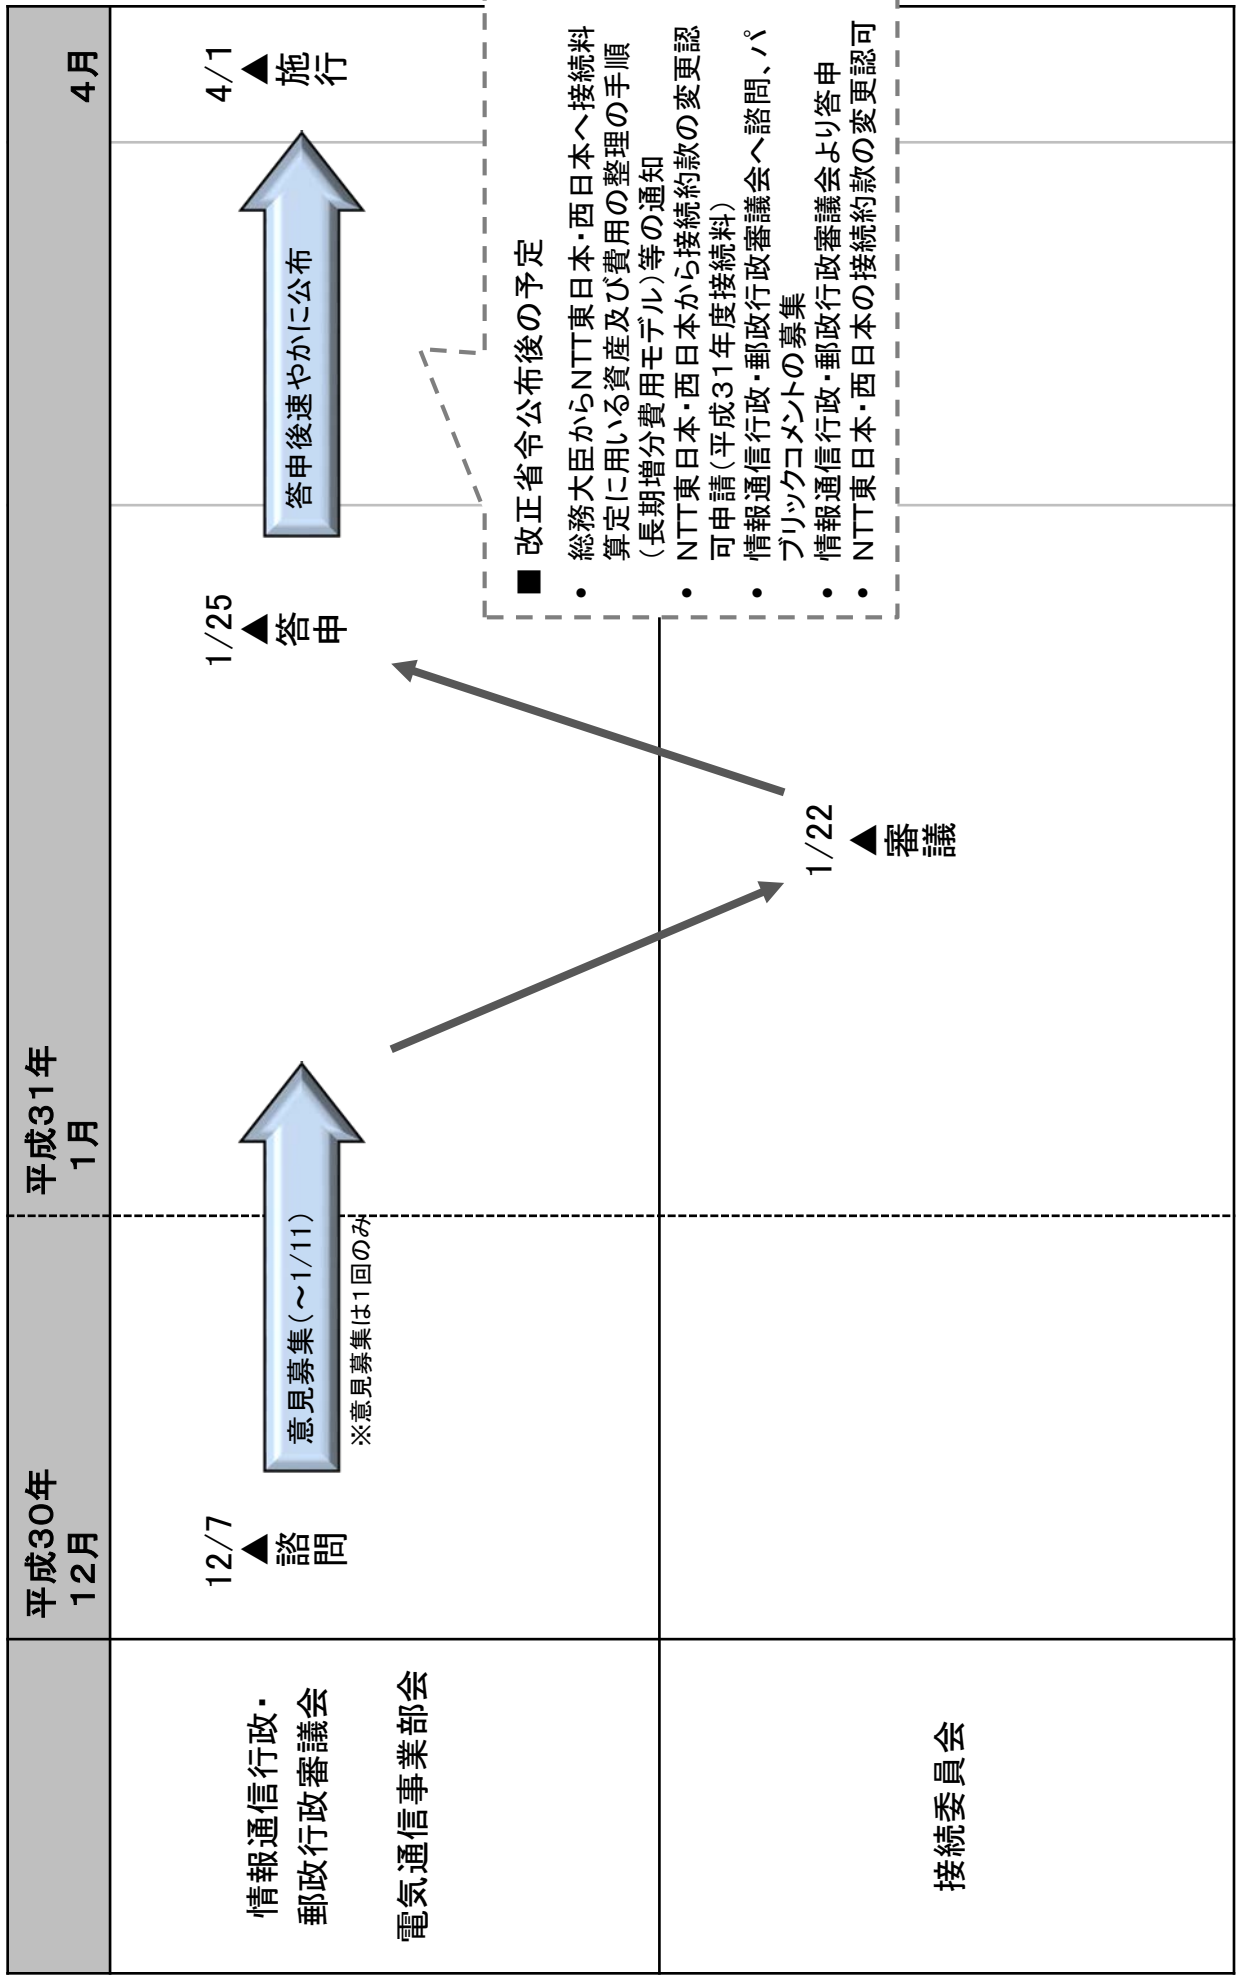 平成30年
12月
平成31年
1月
4月
情報通信行政・
郵政行政審議会
電気通信事業部会
12/7
▲
諮問
意見募集(～1/11)
※意見募集は1回のみ
1/25
▲
答申
答申後速やかに公布
4/1
▲
施行
■ 改正省令公布後の予定
• 総務大臣からNTT東日本・西日本へ接続料
算定に用いる資産及び費用の整理の手順
(長期増分費用モデル)等の通知
• NTT東日本・西日本から接続約款の変更認
可申請(平成31年度接続料)
• 情報通信行政・郵政行政審議会へ諮問、パ
ブリックコメントの募集
• 情報通信行政・郵政行政審議会より答申
• NTT東日本・西日本の接続約款の変更認可
接続委員会
1/22
▲
審議